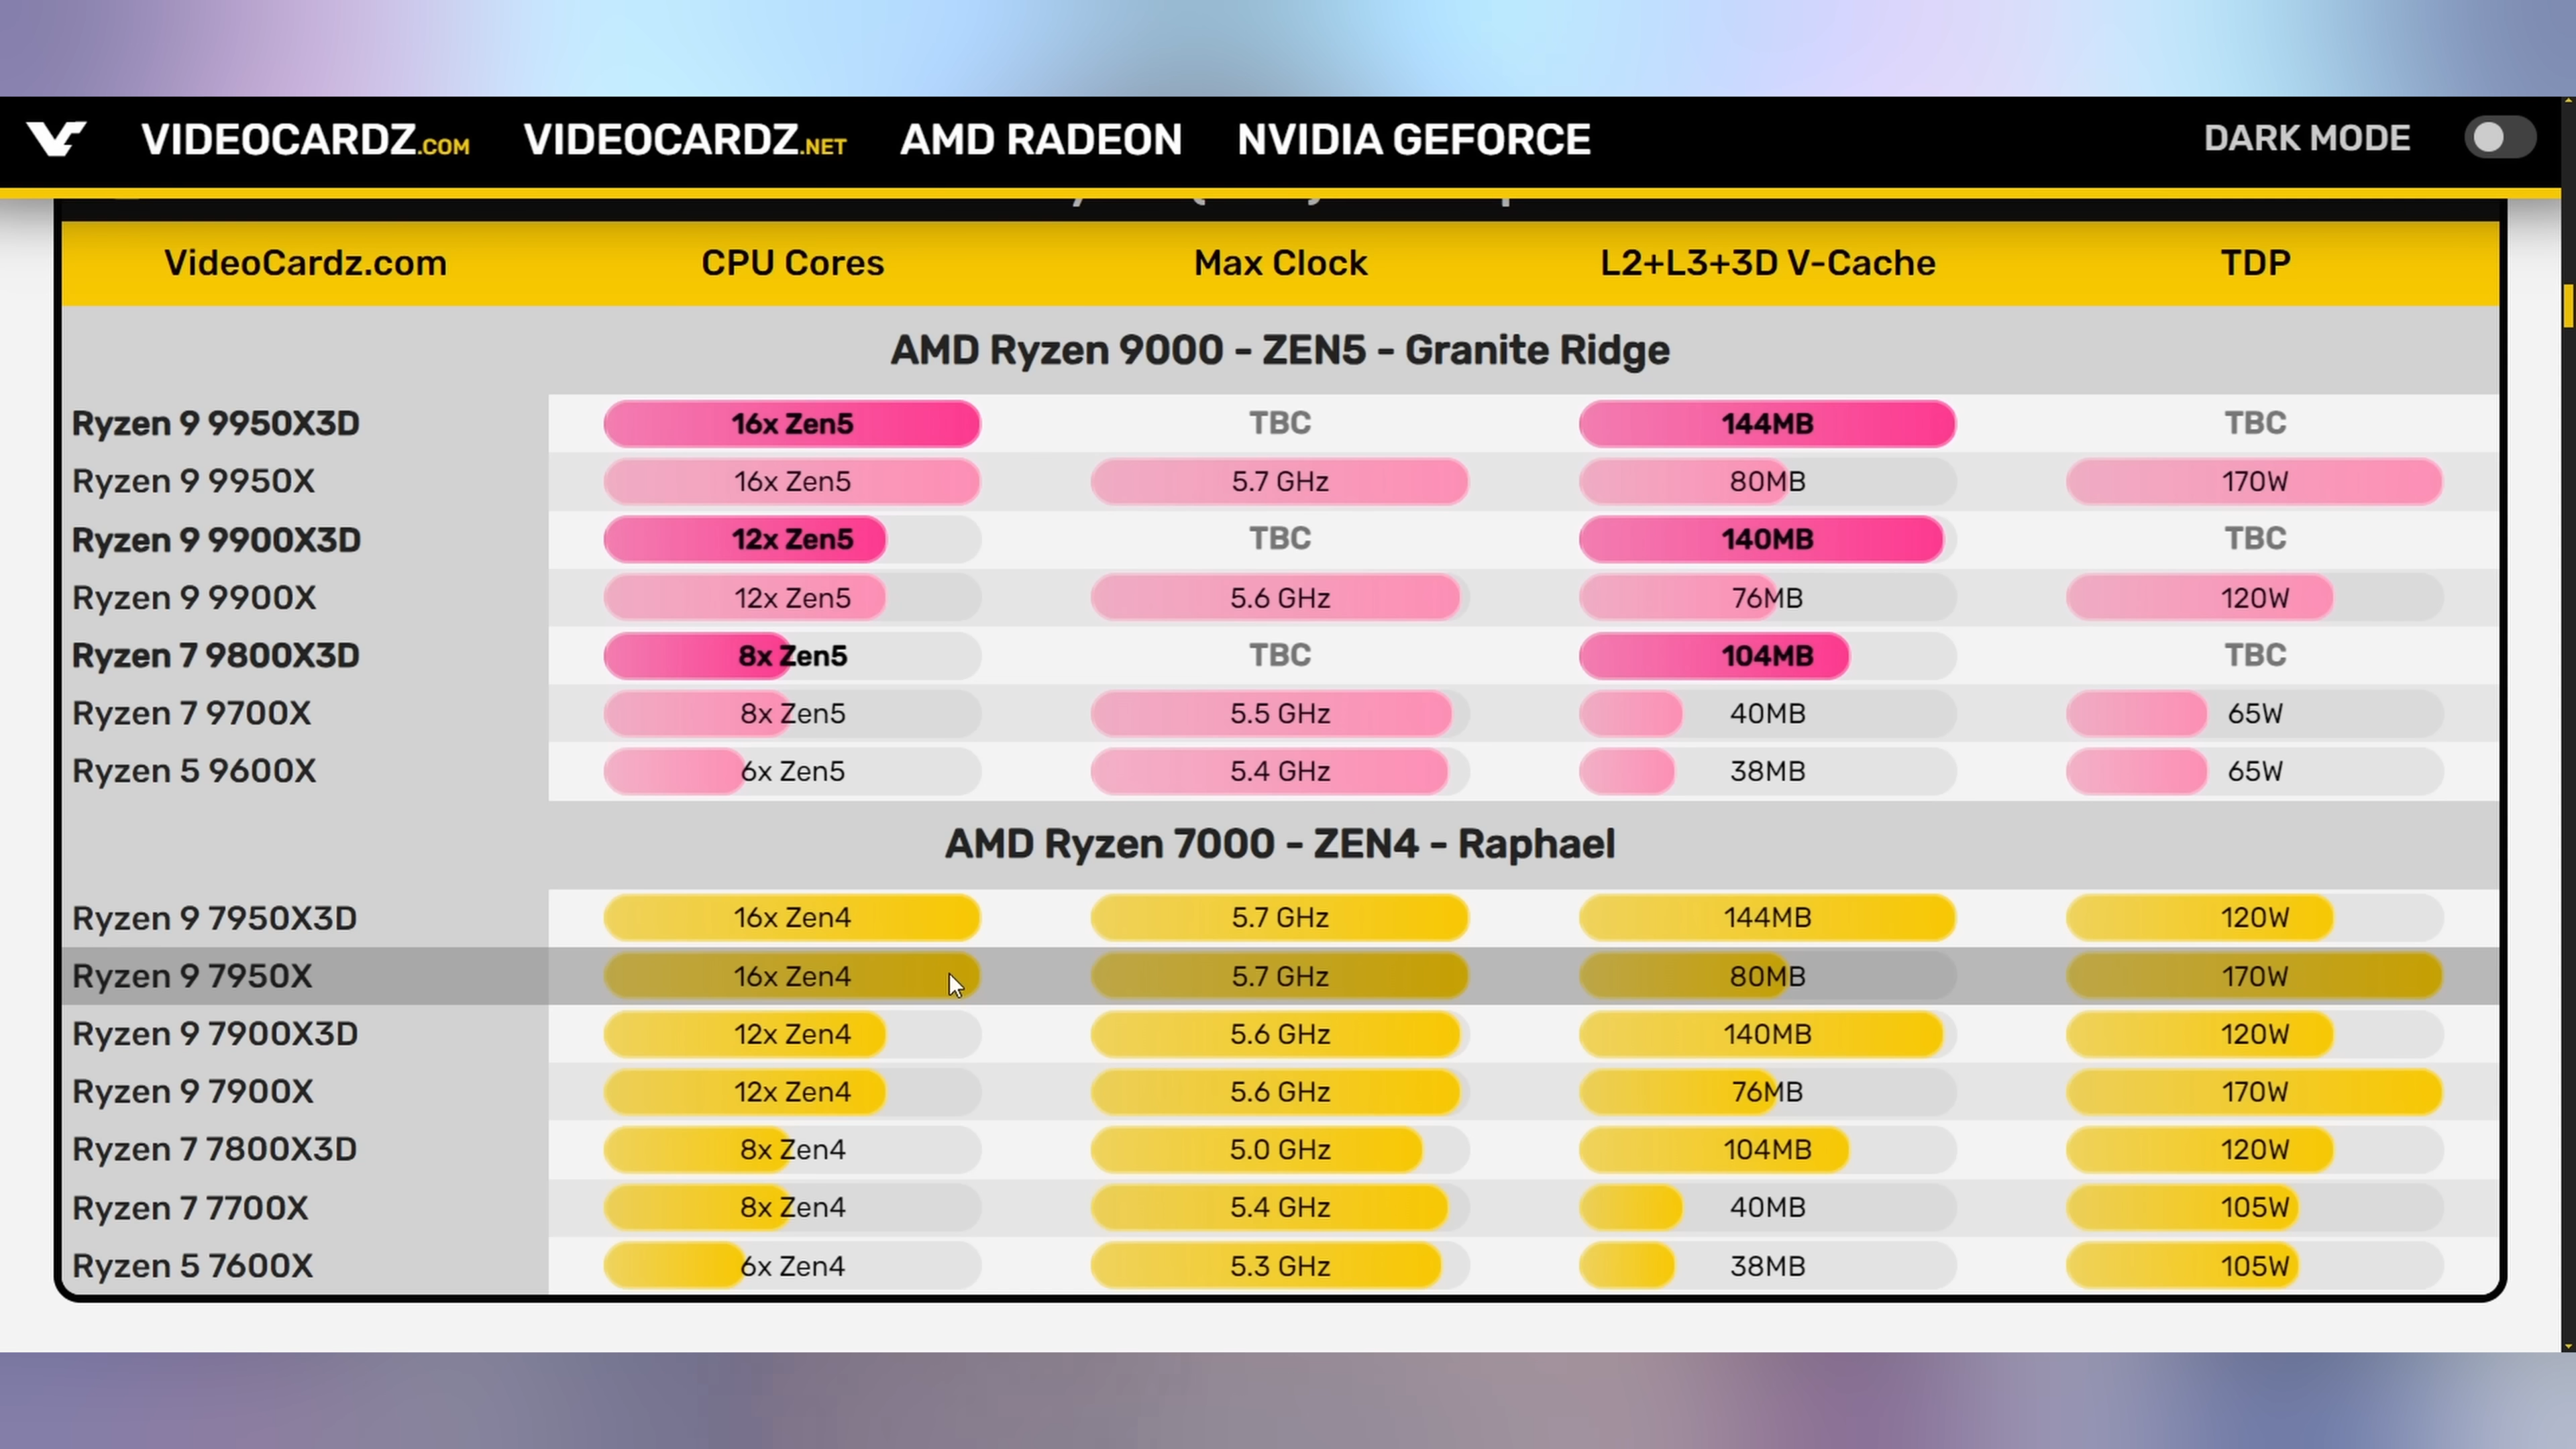 VIDEOCARDZ.COM VIDEOCARDZ.NET AMD RADEON NVIDIA GEFORCE DARK MODE
VideoCardz.com CPU Cores Max Clock L2+L3+3D V-Cache TDP
AMD Ryzen 9000 - ZEN5 - Granite Ridge
Ryzen 9 9950X3D 16x Zen5 TBC 144MB TBC
Ryzen 9 9950X 16x Zen5 5.7 GHz 80MB 170W
Ryzen 9 9900X3D 12x Zen5 TBC 140MB TBC
Ryzen 9 9900X 12x Zen5 5.6 GHz 76MB 120W
Ryzen 7 9800X3D 8x Zen5 TBC 104MB TBC
Ryzen 7 9700X 8x Zen5 5.5 GHz 40MB 65W
Ryzen 5 9600X 6x Zen5 5.4 GHz 38MB 65W
AMD Ryzen 7000 - ZEN4 - Raphael
Ryzen 9 7950X3D 16x Zen4 5.7 GHz 144MB 120W
Ryzen 9 7950X 16x Zen4 5.7 GHz 80MB 170W
Ryzen 9 7900X3D 12x Zen4 5.6 GHz 140MB 120W
Ryzen 9 7900X 12x Zen4 5.6 GHz 76MB 170W
Ryzen 7 7800X3D 8x Zen4 5.0 GHz 104MB 120W
Ryzen 7 7700X 8x Zen4 5.4 GHz 40MB 105W
Ryzen 5 7600X 6x Zen4 5.3 GHz 38MB 105W